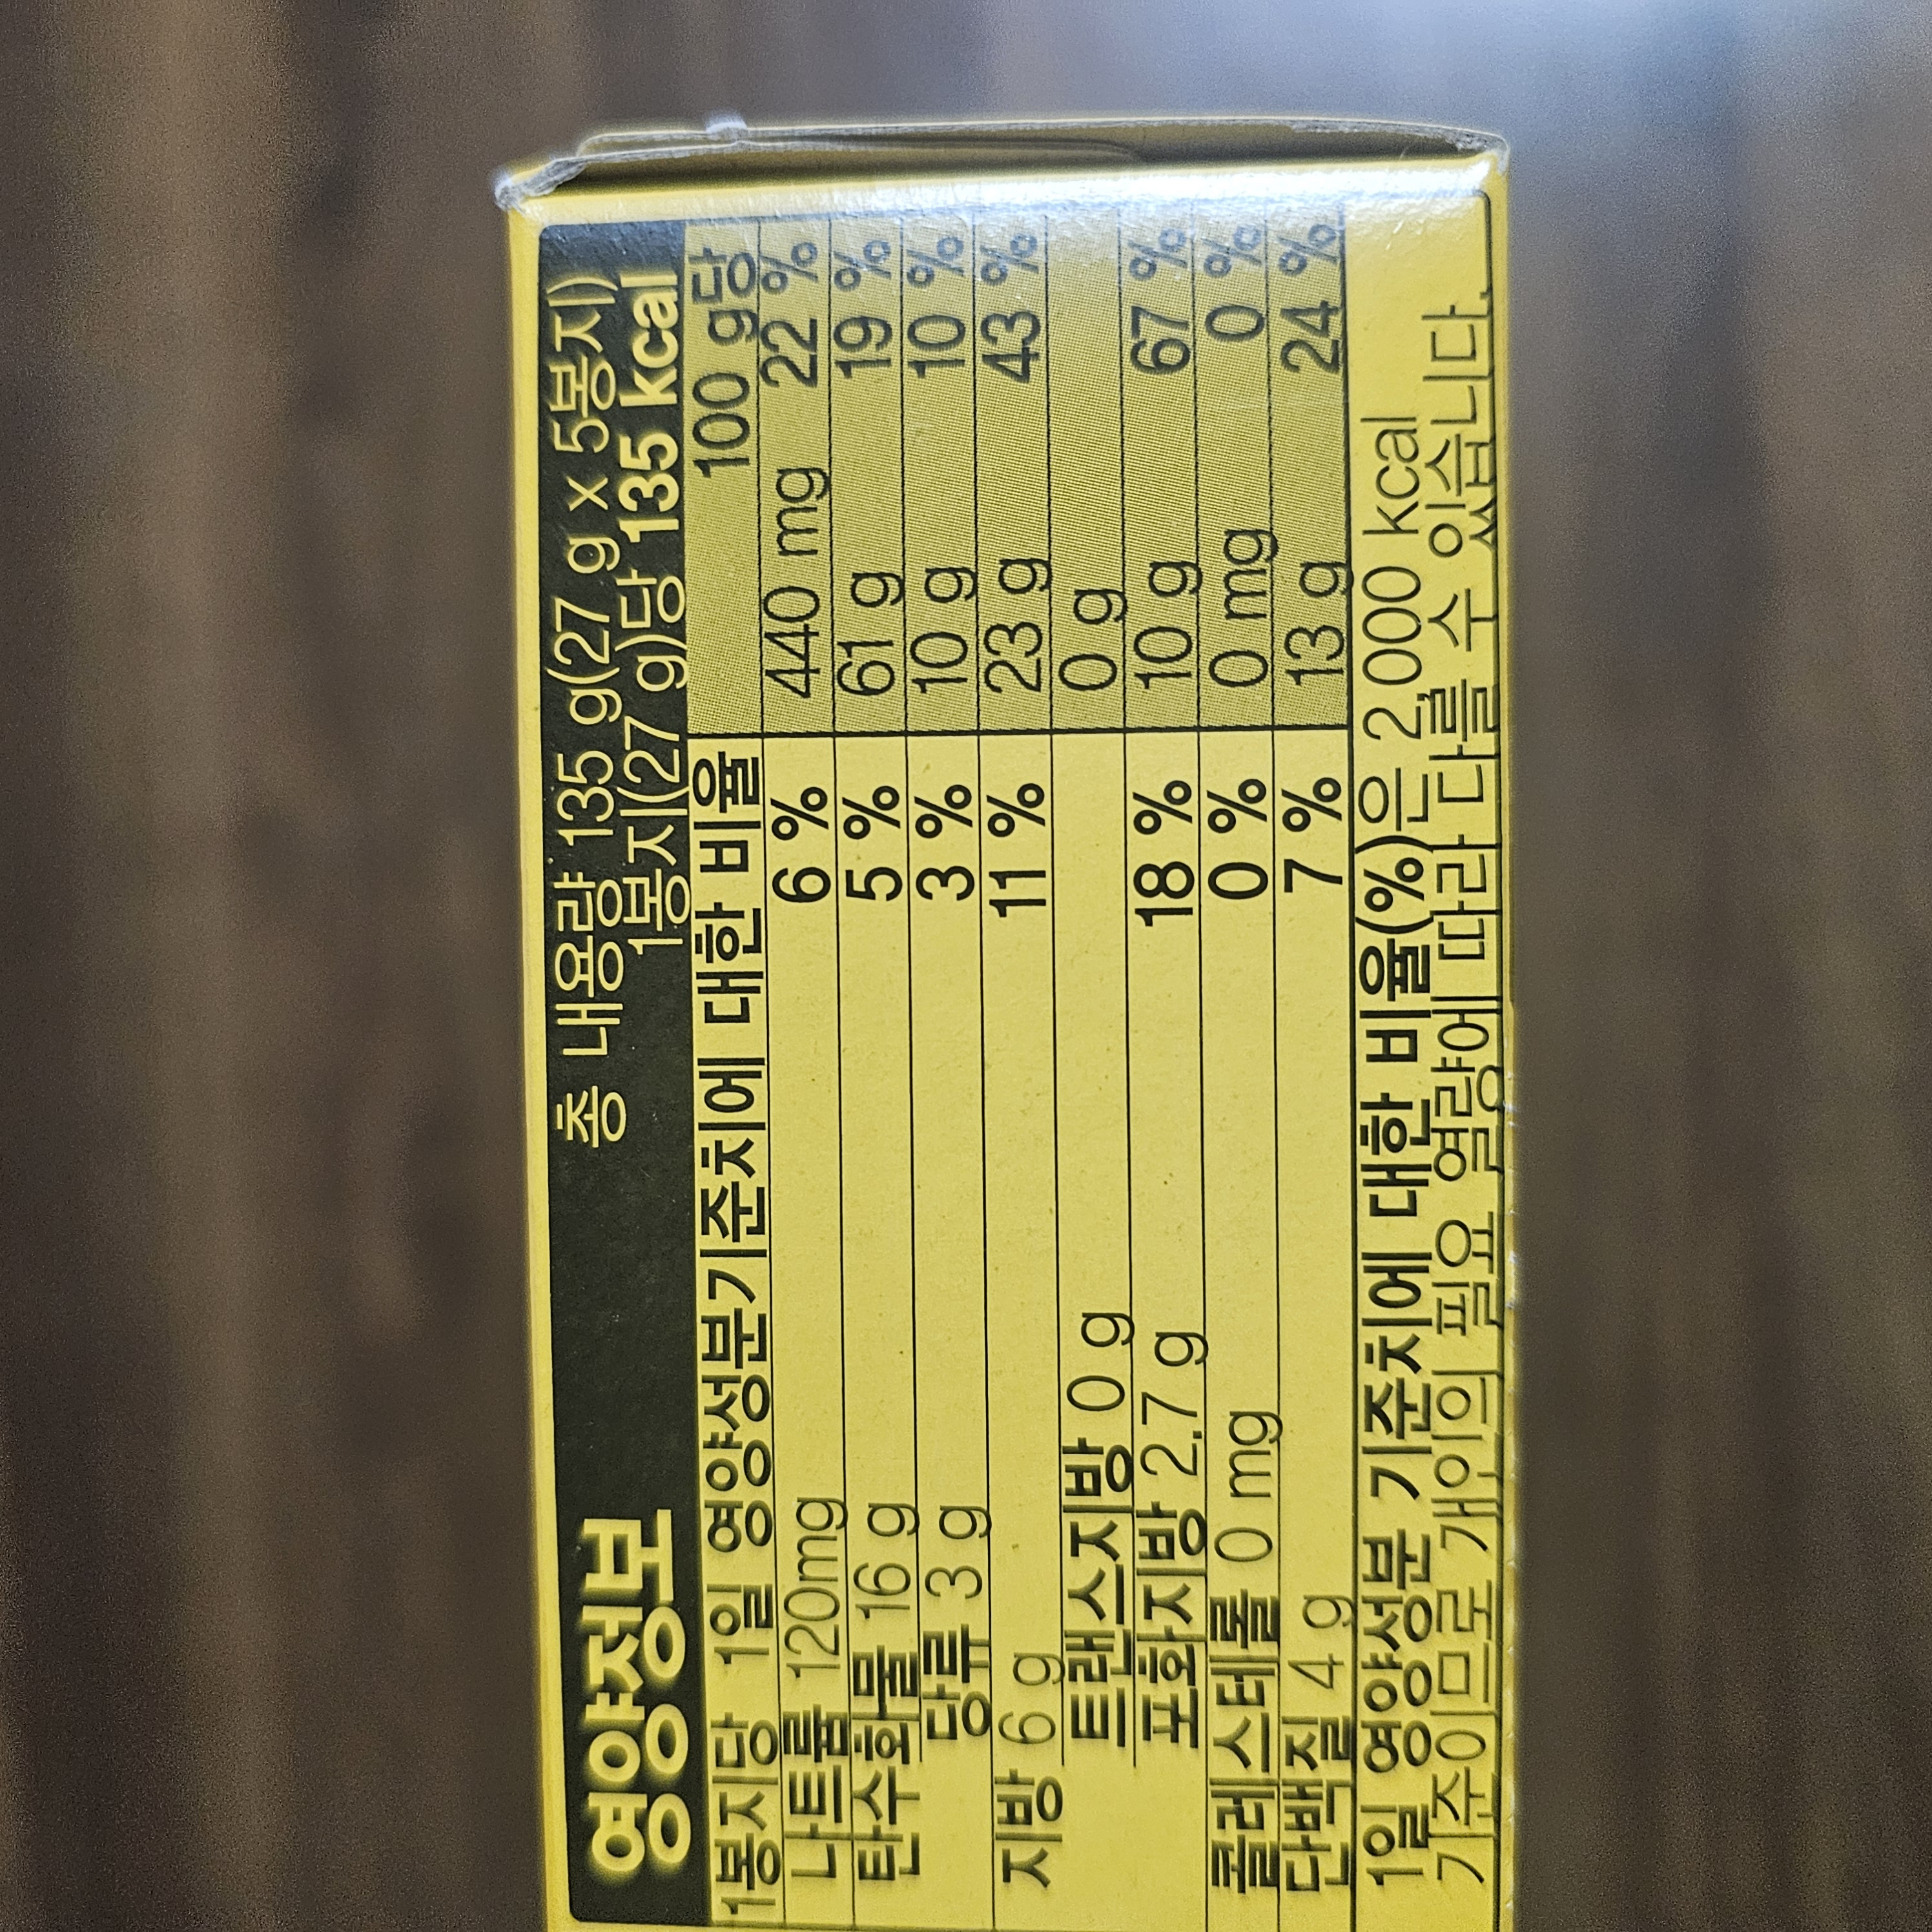 영양정보
총 내용량 135 g(27 g x 5봉지)
1봉지(27 g)당 135 kcal
1봉지당 1일 영양성분기준치에 대한 비율 100 g당
나트륨 120mg 6 % 440 mg 22 %
탄수화물 16 g 5 % 61 g 19 %
당류 3 g 3 % 10 g 10 %
지방 6 g 11 % 23 g 43 %
트랜스지방 0 g 0 g
포화지방 2.7 g 18 % 10 g 67 %
콜레스테롤 0 mg 0 % 0 mg 0 %
단백질 4 g 7 % 13 g 24 %
1일 영양성분 기준치에 대한 비율(%)은 2,000 kcal
기준이므로 개인의 필요 열량에 따라 다를 수 있습니다.